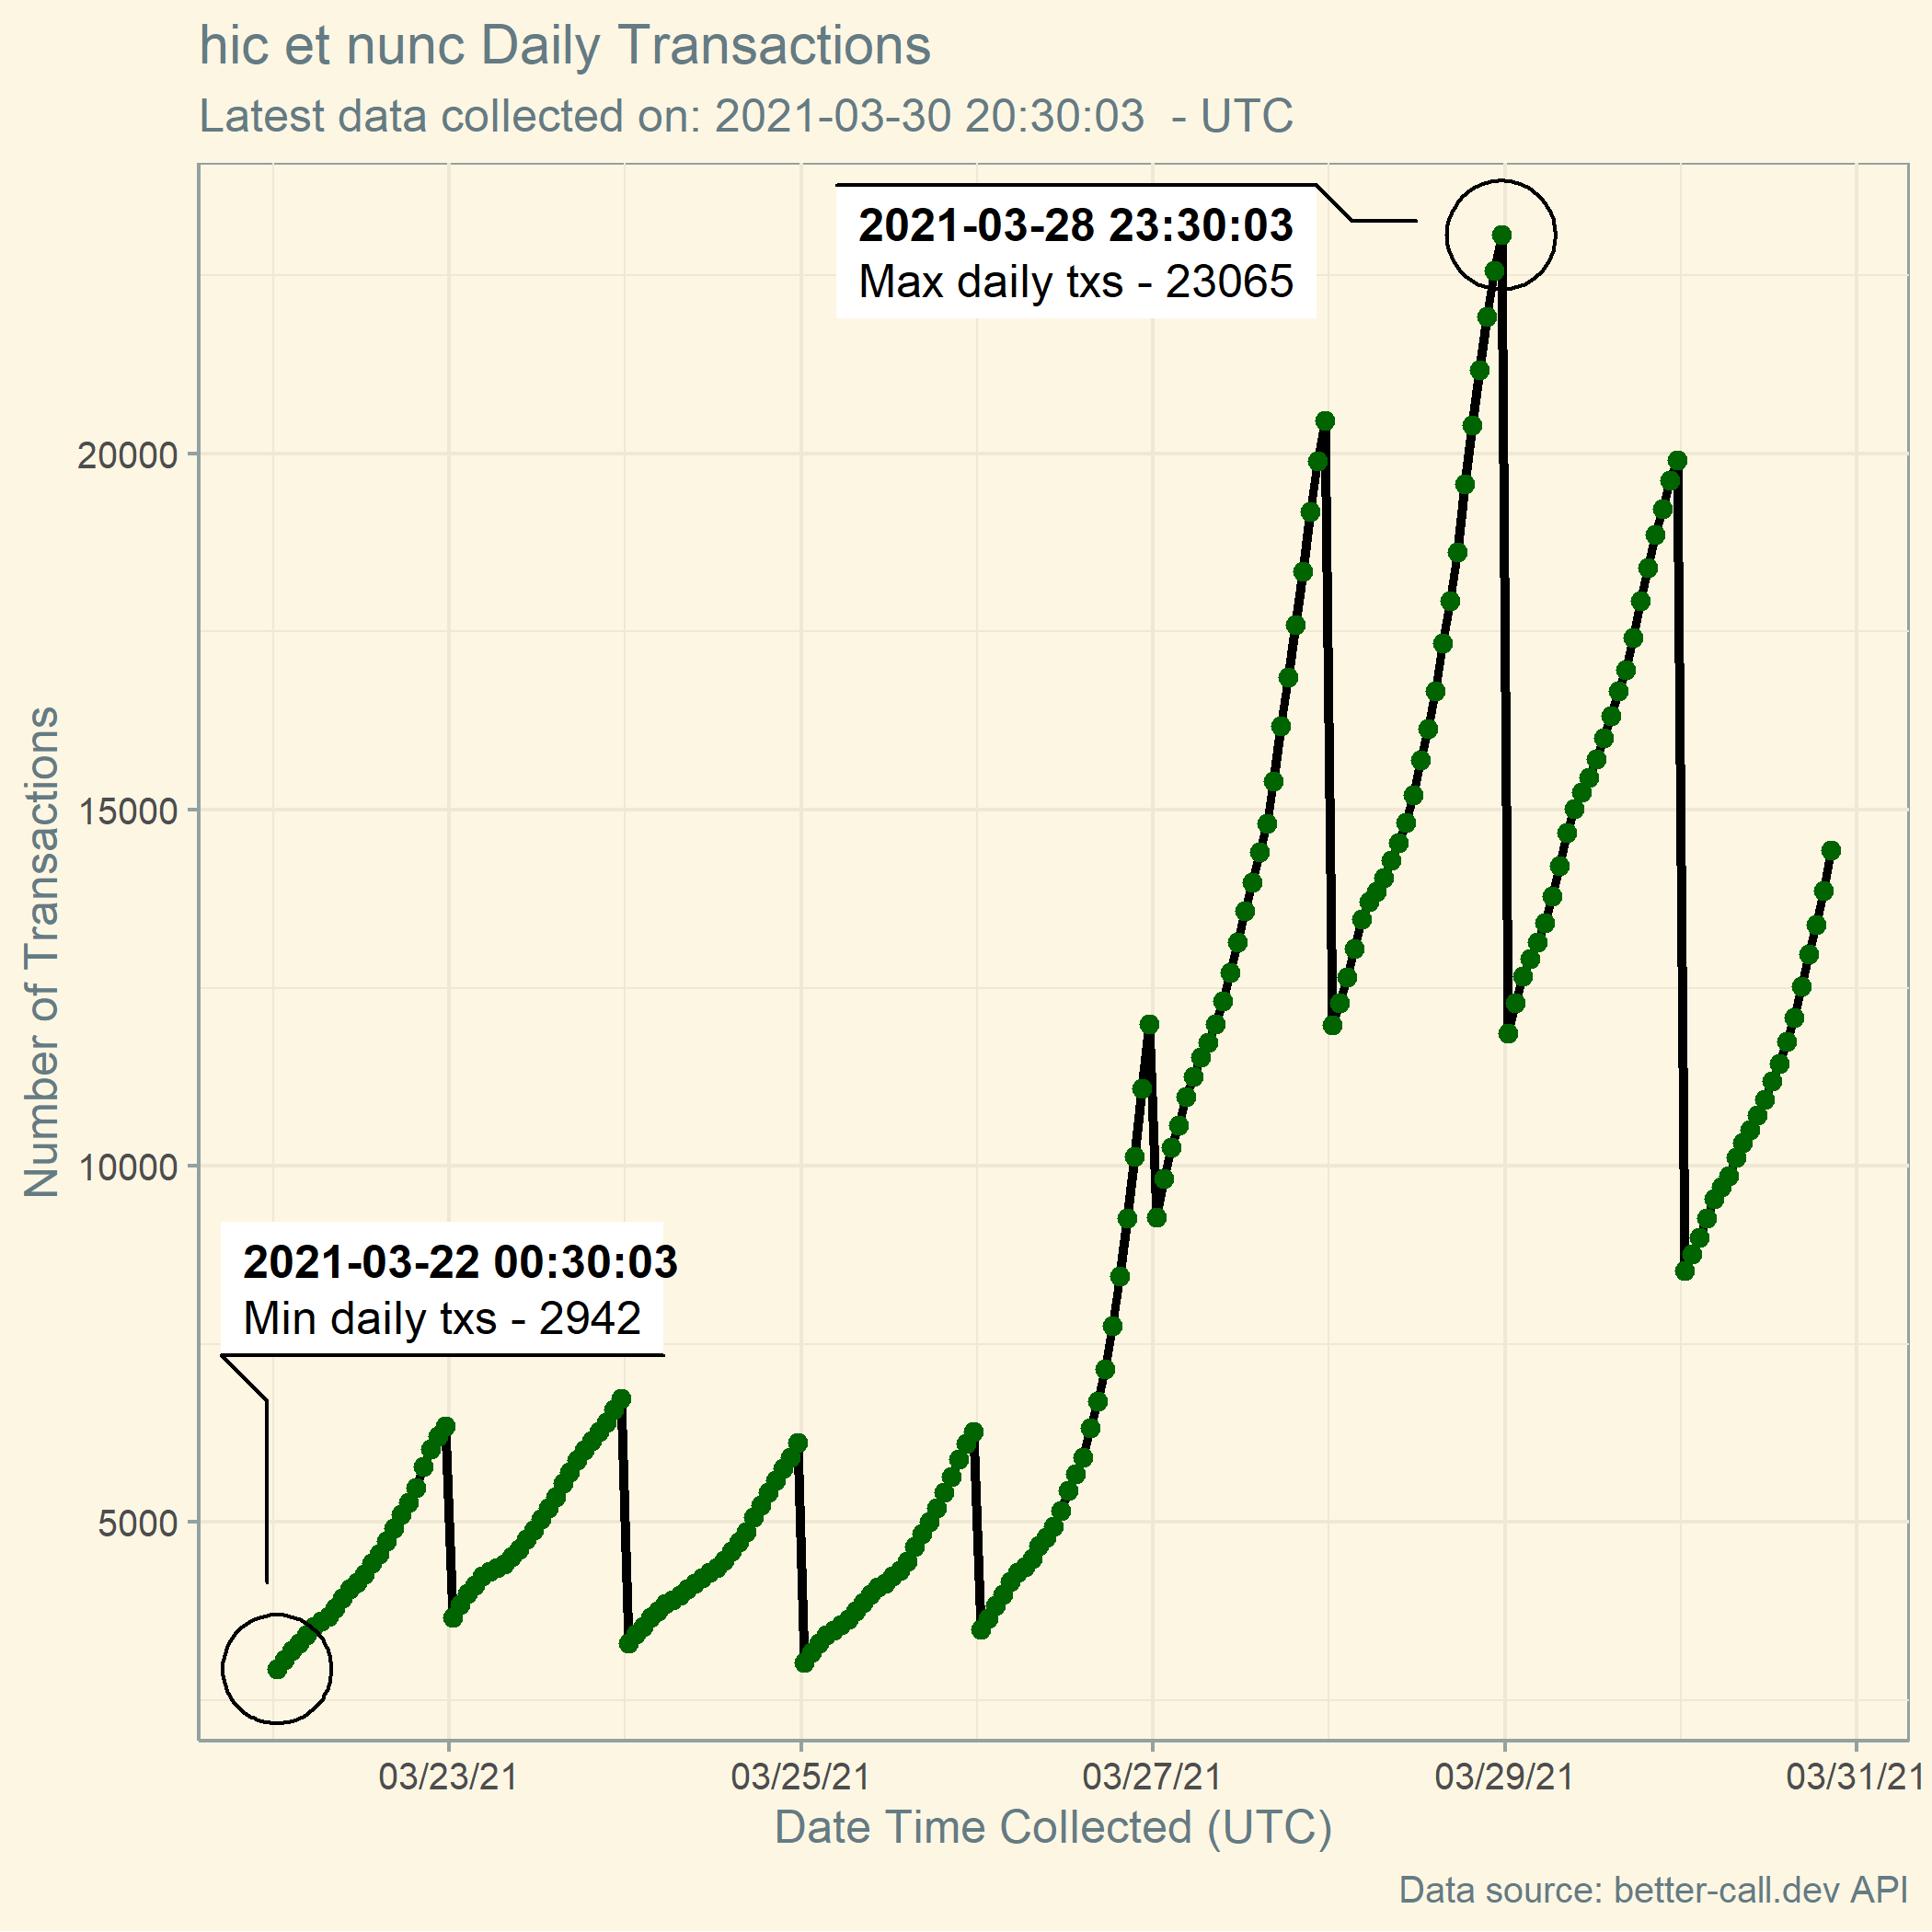 hic et nunc Daily Transactions
Latest data collected on: 2021-03-30 20:30:03  - UTC
2021-03-28 23:30:03
Max daily txs - 23065
20000
15000
10000
5000
Number of Transactions
2021-03-22 00:30:03
Min daily txs - 2942
03/23/21
03/25/21
03/27/21
03/29/21
03/31/21
Date Time Collected (UTC)
Data source: better-call.dev API